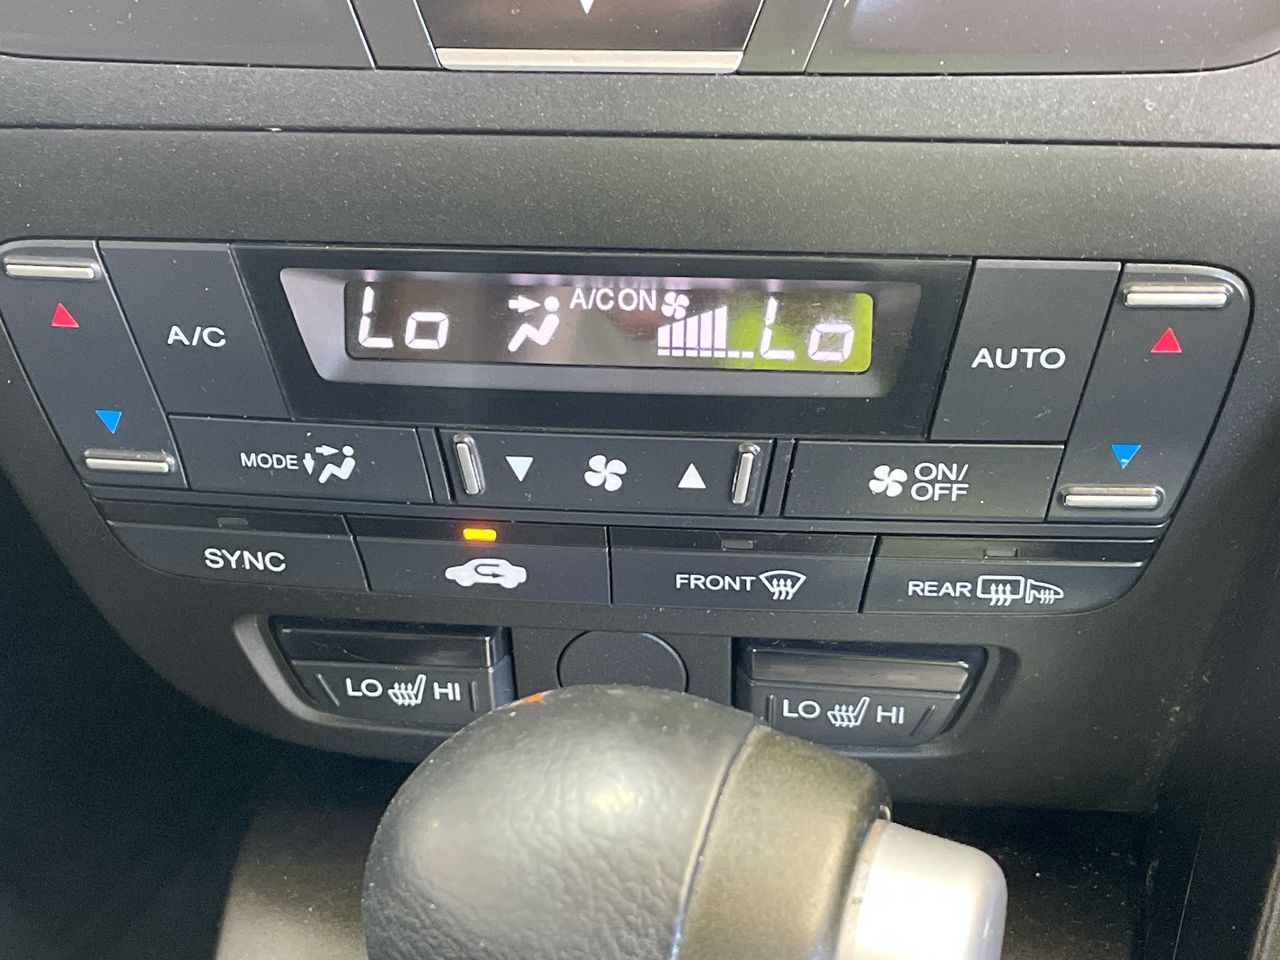 Lo A/C ON Lo
A/C
AUTO
MODE
ON/
OFF
SYNC
FRONT
REAR
LO HI
LO HI